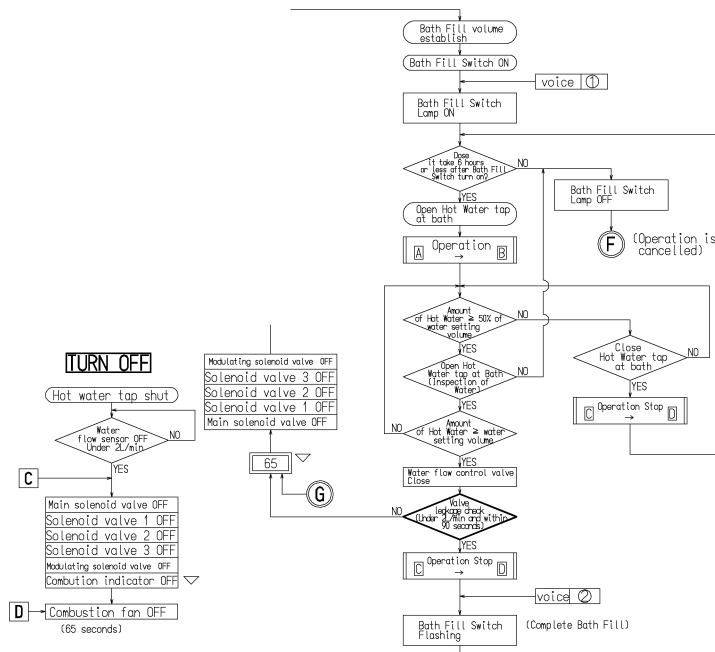 Bath Fill volume
establish
Bath Fill Switch ON
voice ①
Bath Fill Switch
Lamp ON
Dose
it take 6 hours
or less after Bath Fill
Switch turn on?
NO
YES
Bath Fill Switch
Lamp OFF
F
(Operation is
cancelled)
Open Hot Water tap
at bath
Operation
A → B
Amount
of Hot Water ≧ 50% of
water setting
volume
NO
YES
Close
Hot Water tap
at bath
NO
YES
Operation Stop
C → D
Open Hot
Water tap at Bath
(Inspection of
Water)
NO
YES
Amount
of Hot Water ≧ water
setting volume
NO
YES
Water flow control valve
Close
Valve
leakage check
(Under 2L/min and within
90 seconds)
NO
YES
Operation Stop
C → D
voice ②
Bath Fill Switch
Flashing
(Complete Bath Fill)
Modulating solenoid valve OFF
Solenoid valve 3 OFF
Solenoid valve 2 OFF
Solenoid valve 1 OFF
Main solenoid valve OFF
65
G
TURN OFF
Hot water tap shut
Water
flow sensor OFF
Under 2L/min
NO
YES
C
Main solenoid valve OFF
Solenoid valve 1 OFF
Solenoid valve 2 OFF
Solenoid valve 3 OFF
Modulating solenoid valve OFF
Combution indicator OFF
D
Combustion fan OFF
(65 seconds)